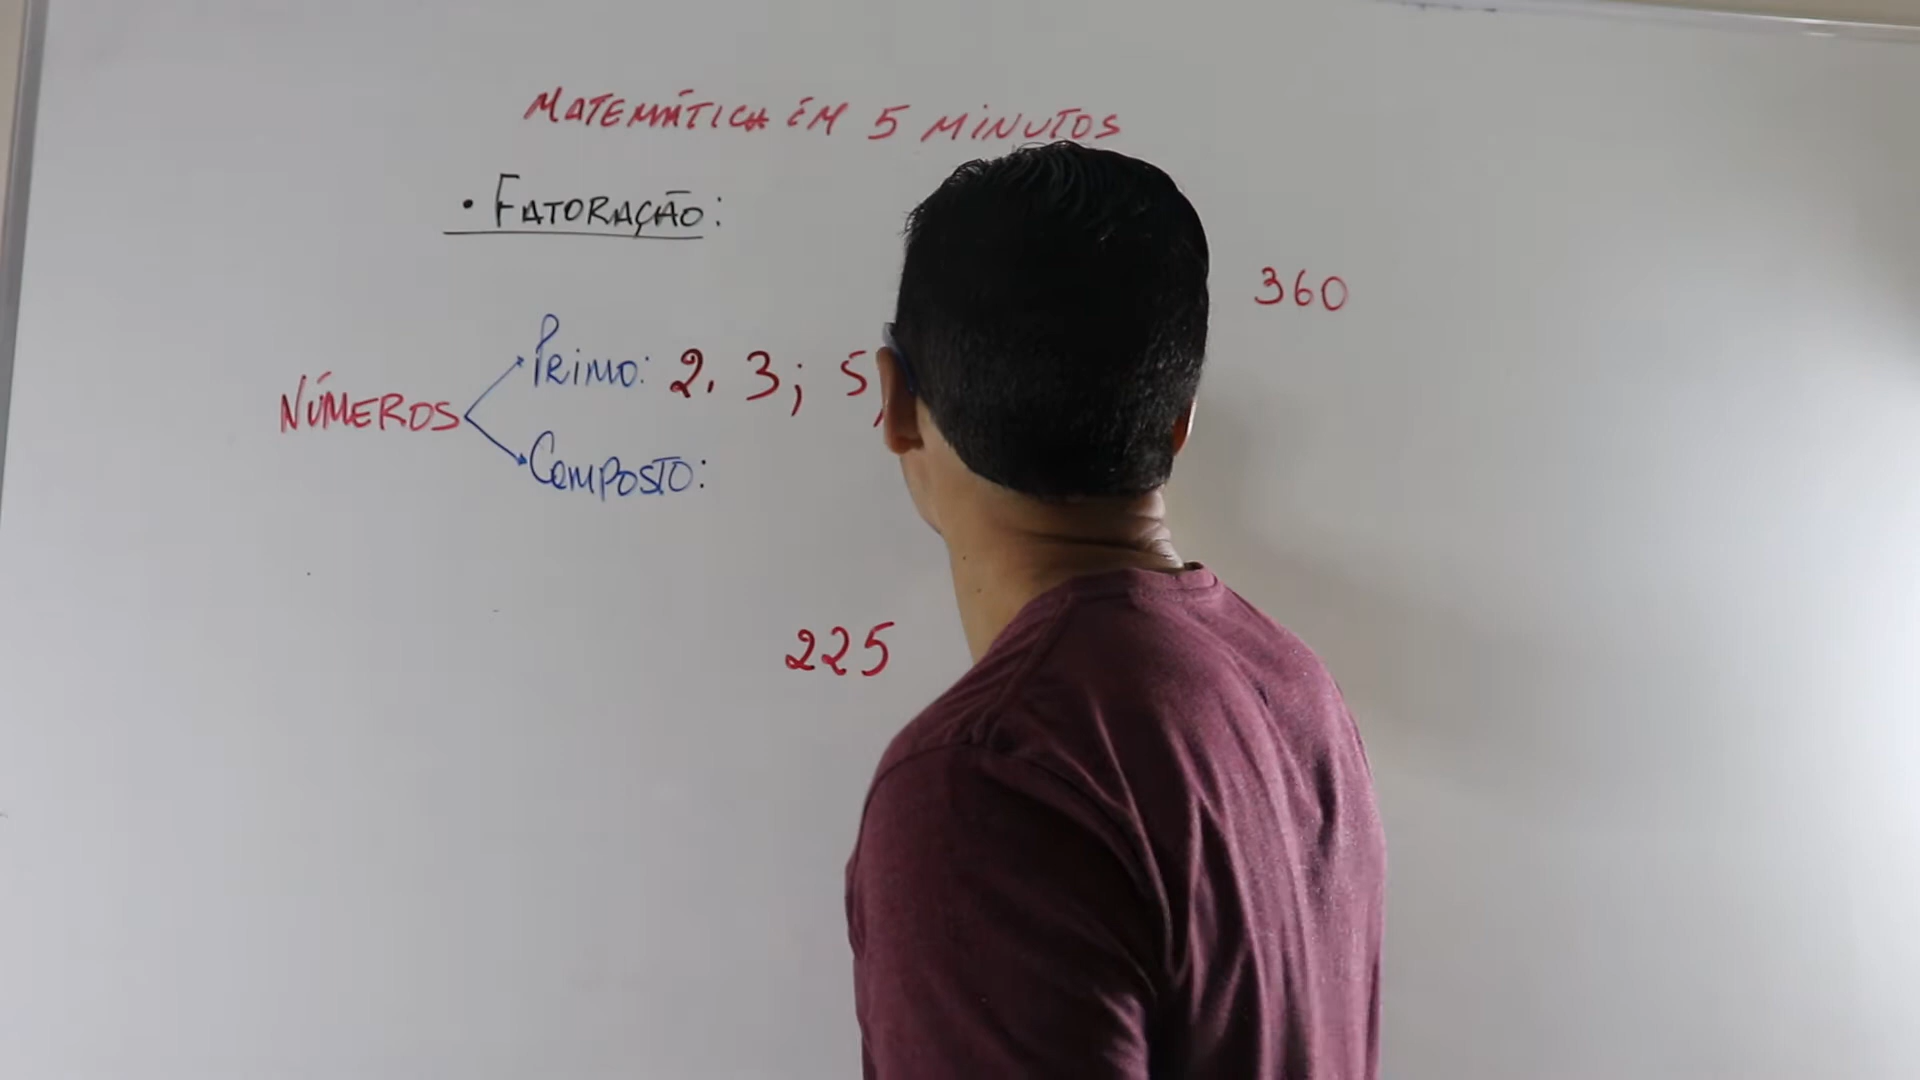 MATEMÁTICA EM 5 MINUTOS
• FATORAÇÃO:
360
NÚMEROS
PRIMO: 2, 3; 5,
COMPOSTO:
225